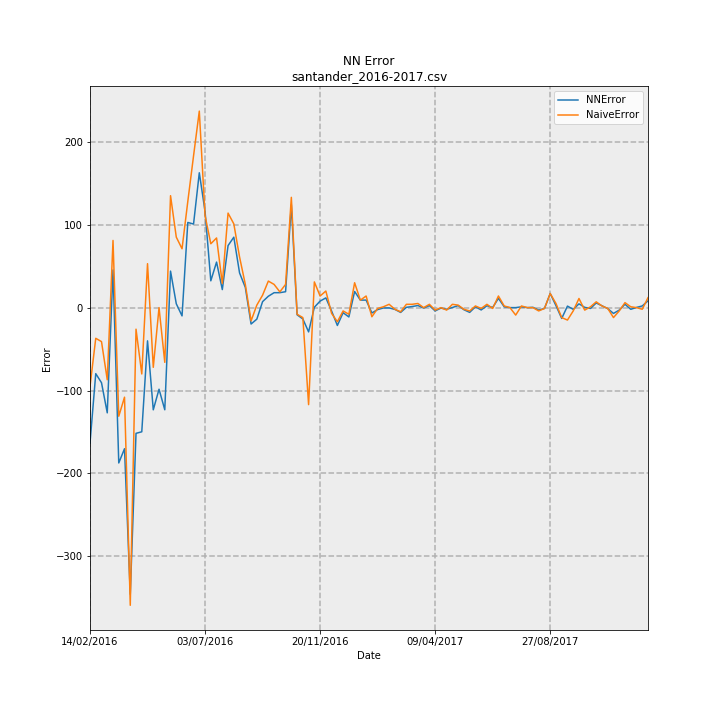 NN Error
santander_2016-2017.csv
NNError
NaiveError
200
100
0
−100
−200
−300
Error
14/02/2016
03/07/2016
20/11/2016
09/04/2017
27/08/2017
Date